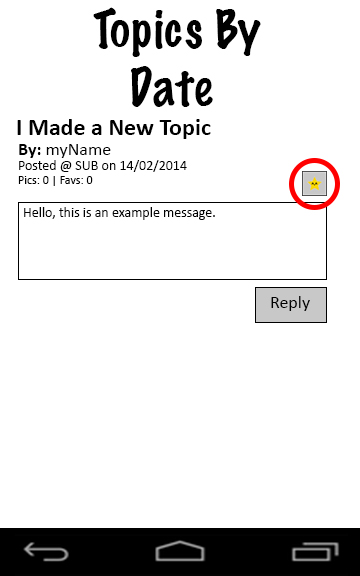 Topics By
Date
I Made a New Topic
By: myName
Posted @ SUB on 14/02/2014
Pics: 0 | Favs: 0
Hello, this is an example message.
Reply